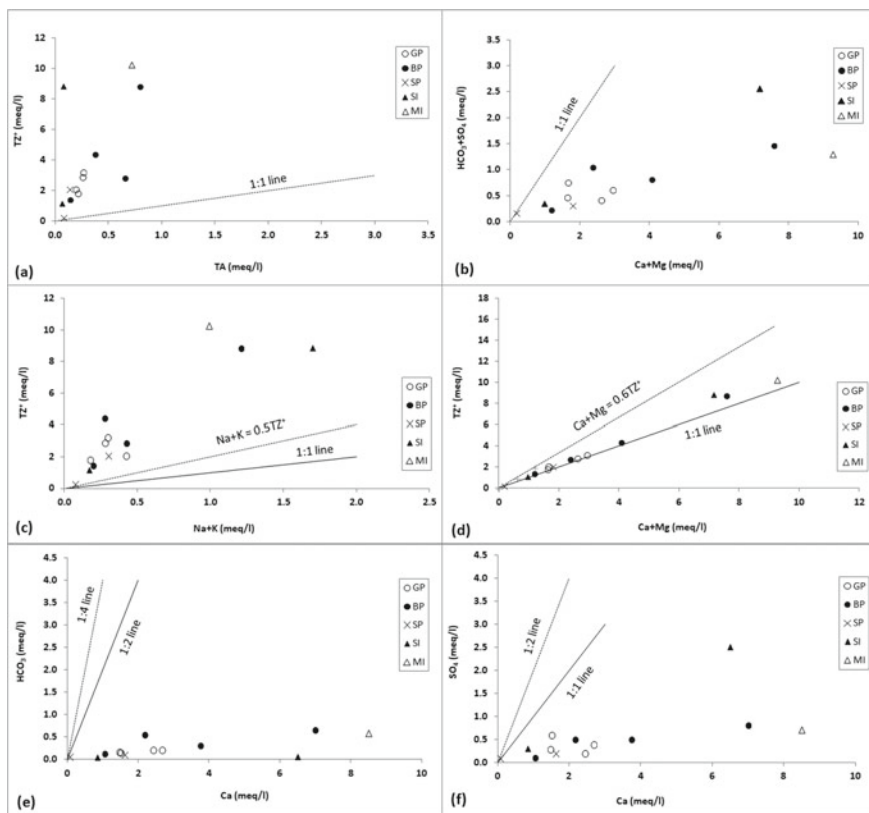 12
10
8
6
4
2
0
TZ⁺ (meq/l)
GP
BP
SP
SI
MI
1:1 line
0.0 0.5 1.0 1.5 2.0 2.5 3.0 3.5
TA (meq/l)
(a)
3.5
3.0
2.5
2.0
1.5
1.0
0.5
0.0
HCO₃+SO₄ (meq/l)
GP
BP
SP
SI
MI
1:1 line
0 2 4 6 8 10
Ca+Mg (meq/l)
(b)
12
10
8
6
4
2
0
TZ⁺ (meq/l)
GP
BP
SP
SI
MI
Na+K = 0.5TZ⁺
1:1 line
0.0 0.5 1.0 1.5 2.0 2.5
Na+K (meq/l)
(c)
18
16
14
12
10
8
6
4
2
0
TZ⁺ (meq/l)
GP
BP
SP
SI
MI
Ca+Mg = 0.6TZ⁺
1:1 line
0 2 4 6 8 10 12
Ca+Mg (meq/l)
(d)
4.5
4.0
3.5
3.0
2.5
2.0
1.5
1.0
0.5
0.0
HCO₃ (meq/l)
GP
BP
SP
SI
MI
1:4 line
1:2 line
0 2 4 6 8 10
Ca (meq/l)
(e)
4.5
4.0
3.5
3.0
2.5
2.0
1.5
1.0
0.5
0.0
SO₄ (meq/l)
GP
BP
SP
SI
MI
1:2 line
1:1 line
0 2 4 6 8 10
Ca (meq/l)
(f)